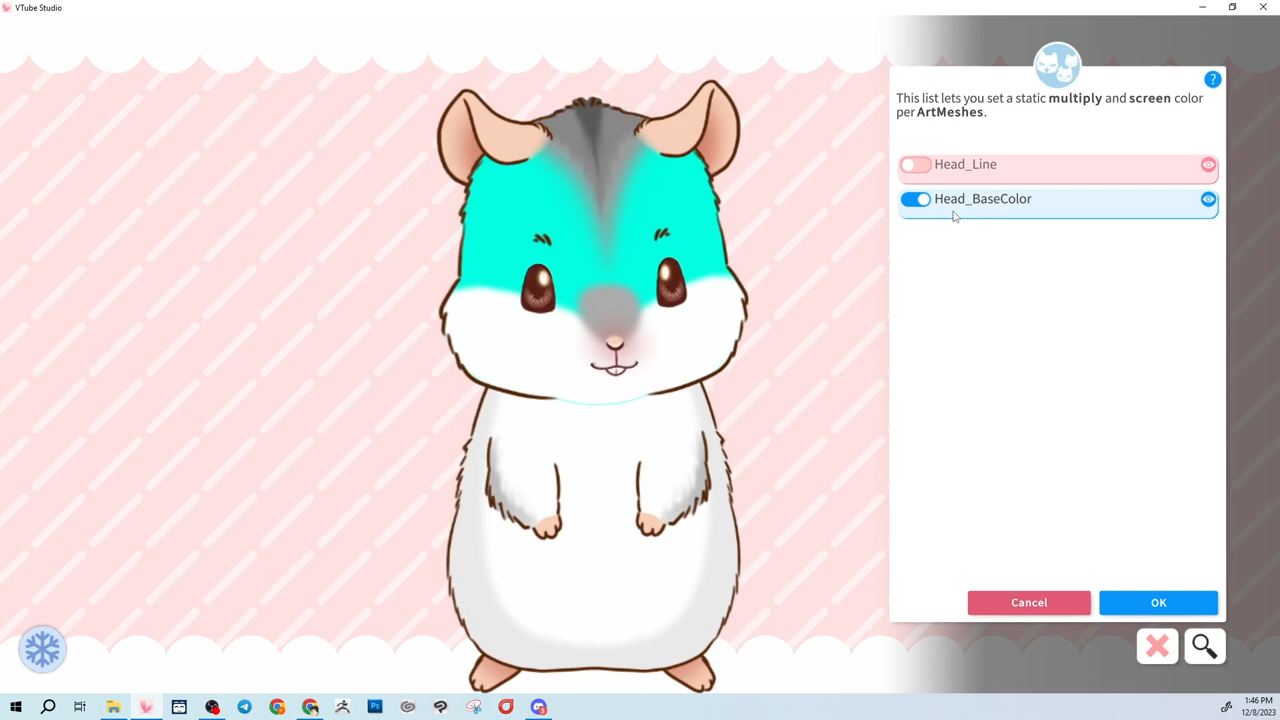 VTube Studio
?
This list lets you set a static multiply and screen color
per ArtMeshes.
Head_Line
Head_BaseColor
Cancel
OK
Ps
1:46 PM
12/8/2023